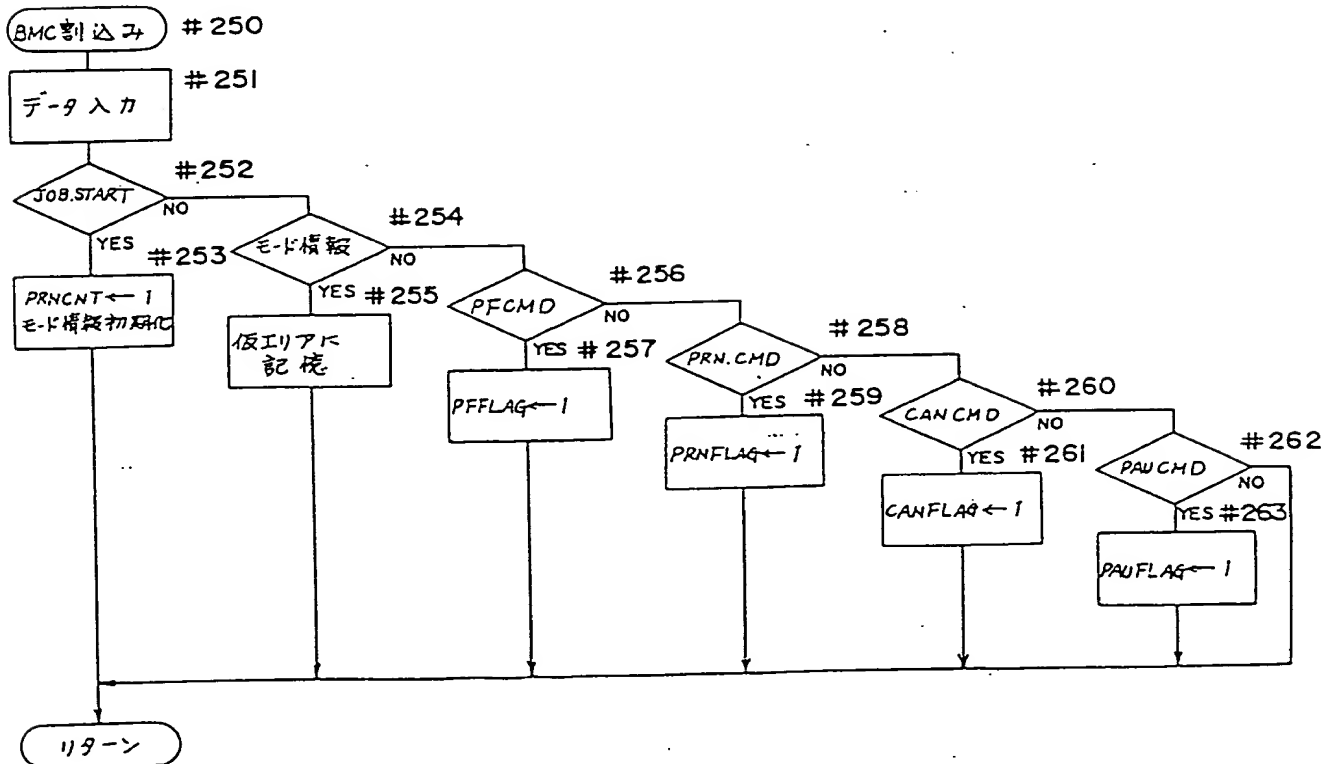 BMC割込み #250
#251
データ入力
#252
JOB.START
NO
YES
#253
PRNCNT←1
モード情報初期化
#254
モード情報
NO
YES #255
仮エリアに
記憶
#256
PFCMD
NO
YES #257
PFFLAG←1
#258
PRN.CMD
NO
YES #259
PRNFLAG←1
#260
CANCMD
NO
YES #261
CANFLAG←1
#262
PAUCMD
NO
YES #263
PAUFLAG←1
リターン